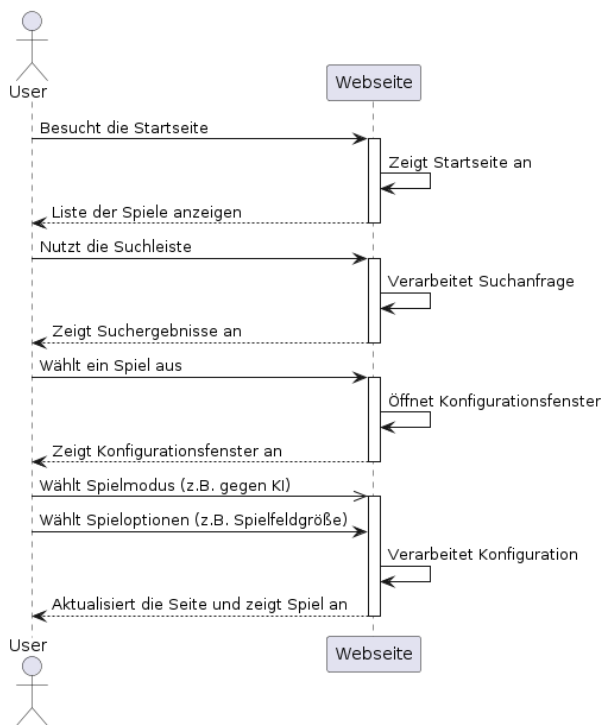 User
Webseite
Besucht die Startseite
Zeigt Startseite an
Liste der Spiele anzeigen
Nutzt die Suchleiste
Verarbeitet Suchanfrage
Zeigt Suchergebnisse an
Wählt ein Spiel aus
Öffnet Konfigurationsfenster
Zeigt Konfigurationsfenster an
Wählt Spielmodus (z.B. gegen KI)
Wählt Spieloptionen (z.B. Spielfeldgröße)
Verarbeitet Konfiguration
Aktualisiert die Seite und zeigt Spiel an
User
Webseite